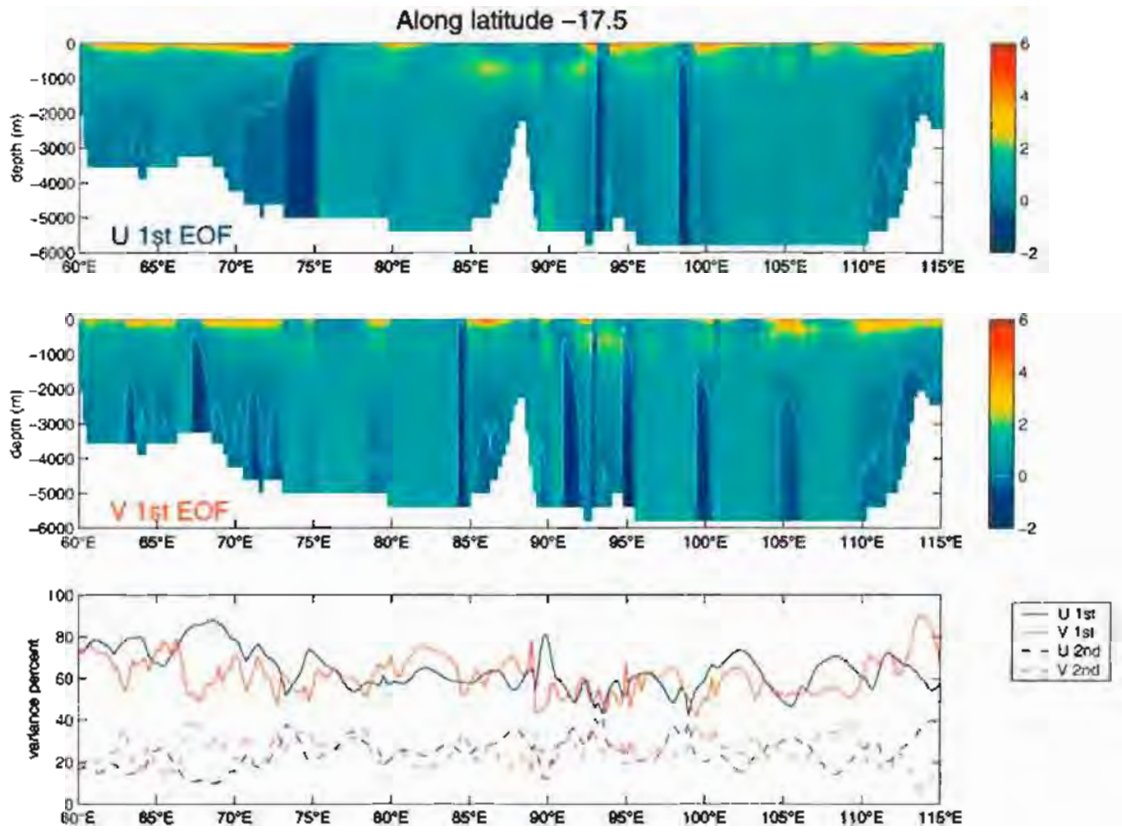 Along latitude −17.5
0
−1000
−2000
−3000
−4000
−5000
−6000
depth (m)
U 1st EOF
60°E 65°E 70°E 75°E 80°E 85°E 90°E 95°E 100°E 105°E 110°E 115°E
6
4
2
0
−2
0
−1000
−2000
−3000
−4000
−5000
−6000
depth (m)
V 1st EOF
60°E 65°E 70°E 75°E 80°E 85°E 90°E 95°E 100°E 105°E 110°E 115°E
6
4
2
0
−2
100
80
60
40
20
0
variance percent
60°E 65°E 70°E 75°E 80°E 85°E 90°E 95°E 100°E 105°E 110°E 115°E
U 1st
V 1st
U 2nd
V 2nd